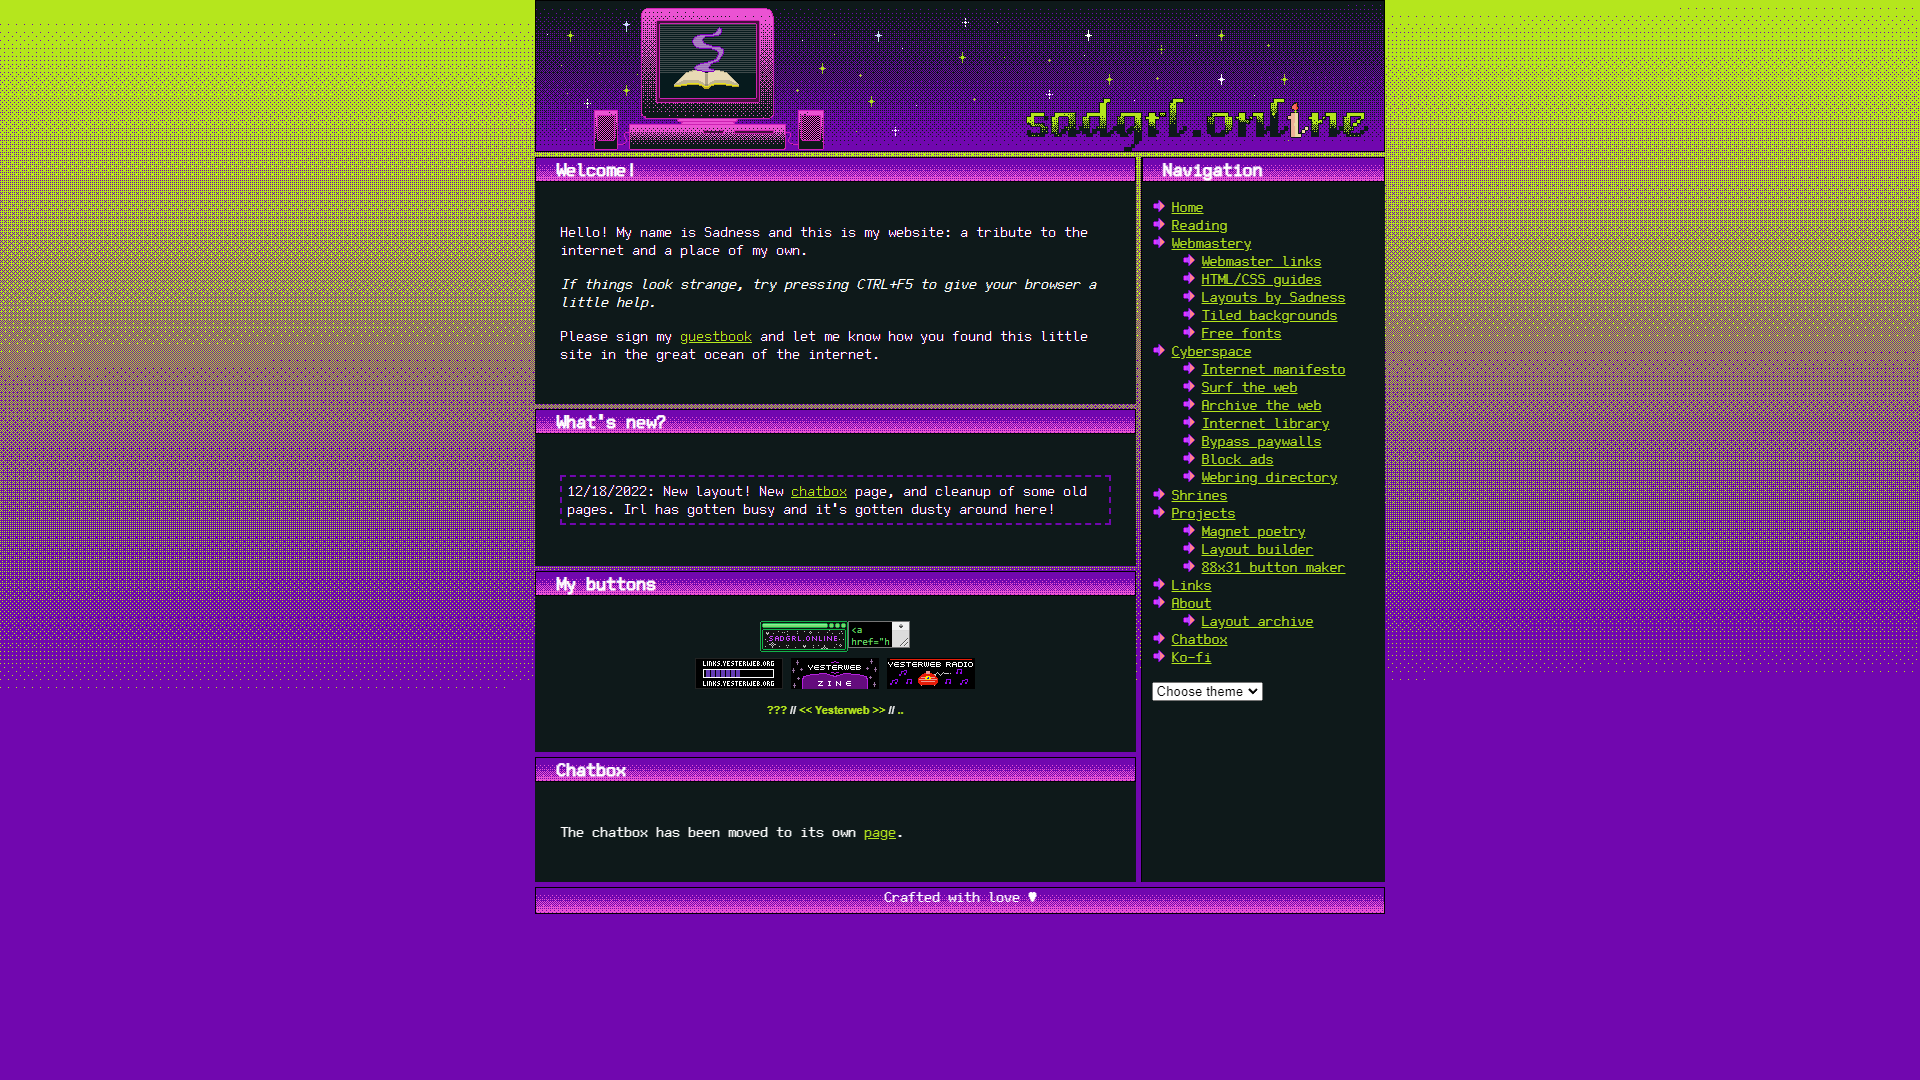 sadgrl.online
Welcome!
Hello! My name is Sadness and this is my website: a tribute to the
internet and a place of my own.
If things look strange, try pressing CTRL+F5 to give your browser a
little help.
Please sign my guestbook and let me know how you found this little
site in the great ocean of the internet.
What's new?
12/18/2022: New layout! New chatbox page, and cleanup of some old
pages. Irl has gotten busy and it's gotten dusty around here!
My buttons
SADGRL.ONLINE
<a
href="h
LINKS.YESTERWEB.ORG
LINKS.YESTERWEB.ORG
YESTERWEB
ZINE
YESTERWEB RADIO
??? // << Yesterweb >> // ..
Chatbox
The chatbox has been moved to its own page.
Navigation
Home
Reading
Webmastery
Webmaster links
HTML/CSS guides
Layouts by Sadness
Tiled backgrounds
Free fonts
Cyberspace
Internet manifesto
Surf the web
Archive the web
Internet library
Bypass paywalls
Block ads
Webring directory
Shrines
Projects
Magnet poetry
Layout builder
88x31 button maker
Links
About
Layout archive
Chatbox
Ko-fi
Choose theme
Crafted with love ♥